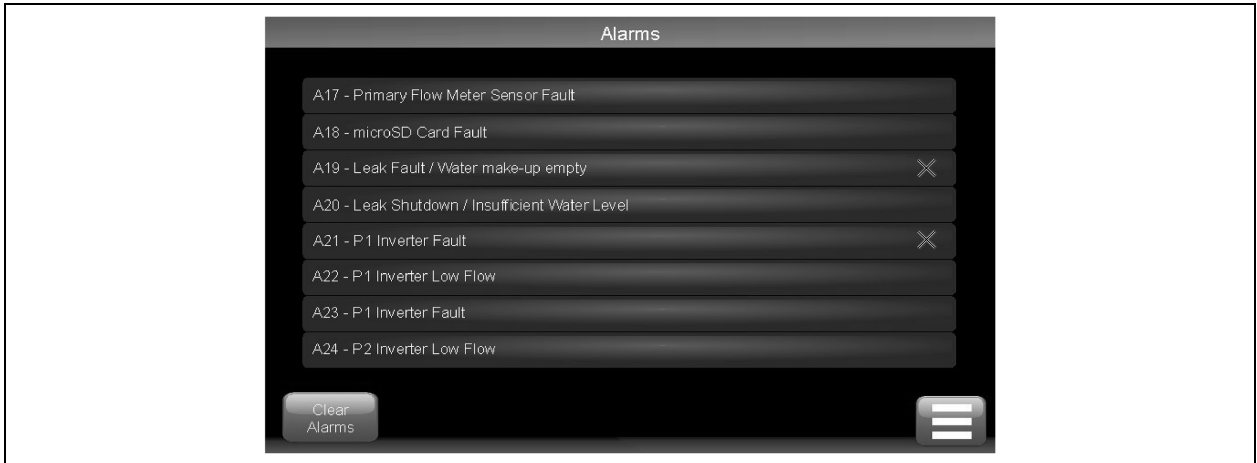 Alarms
A17 - Primary Flow Meter Sensor Fault
A18 - microSD Card Fault
A19 - Leak Fault / Water make-up empty
A20 - Leak Shutdown / Insufficient Water Level
A21 - P1 Inverter Fault
A22 - P1 Inverter Low Flow
A23 - P1 Inverter Fault
A24 - P2 Inverter Low Flow
Clear
Alarms